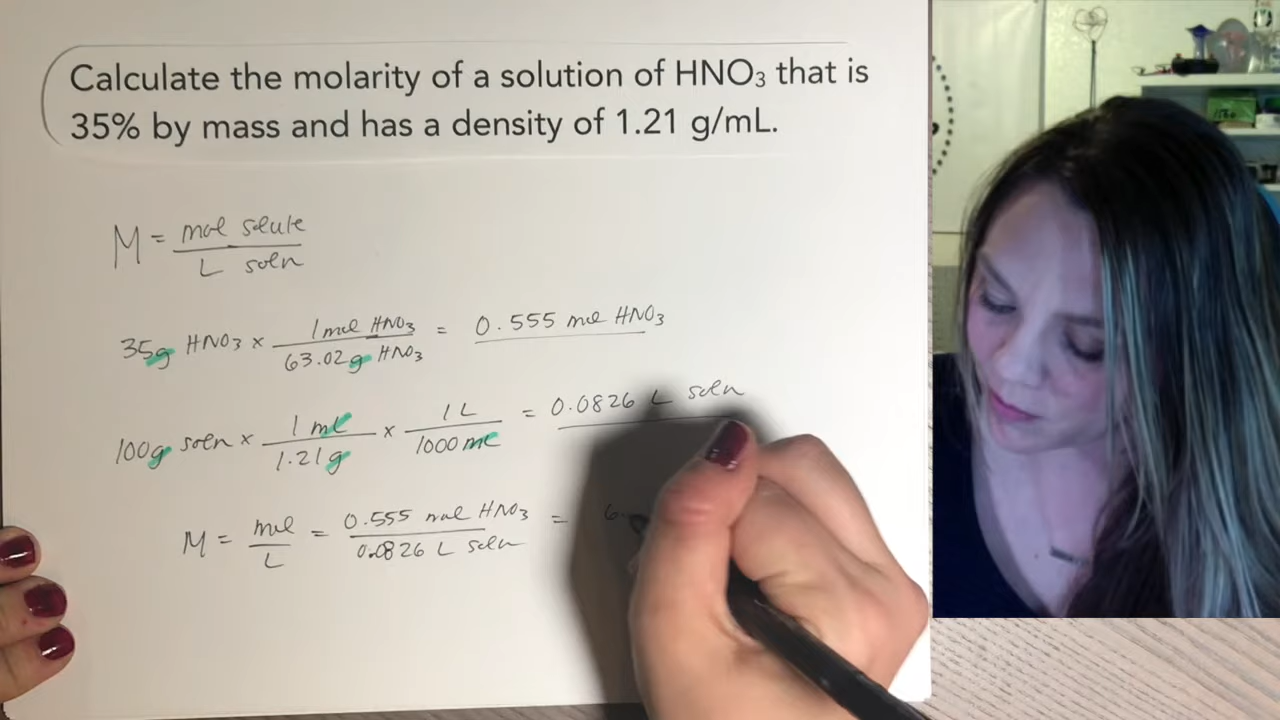 Calculate the molarity of a solution of HNO₃ that is
35% by mass and has a density of 1.21 g/mL.
M = mol solute / L soln
35g HNO₃ × 1 mol HNO₃ / 63.02g HNO₃ = 0.555 mol HNO₃
100g soln × 1 mL / 1.21g × 1 L / 1000 mL = 0.0826 L soln
M = mol / L = 0.555 mol HNO₃ / 0.0826 L soln = 6.